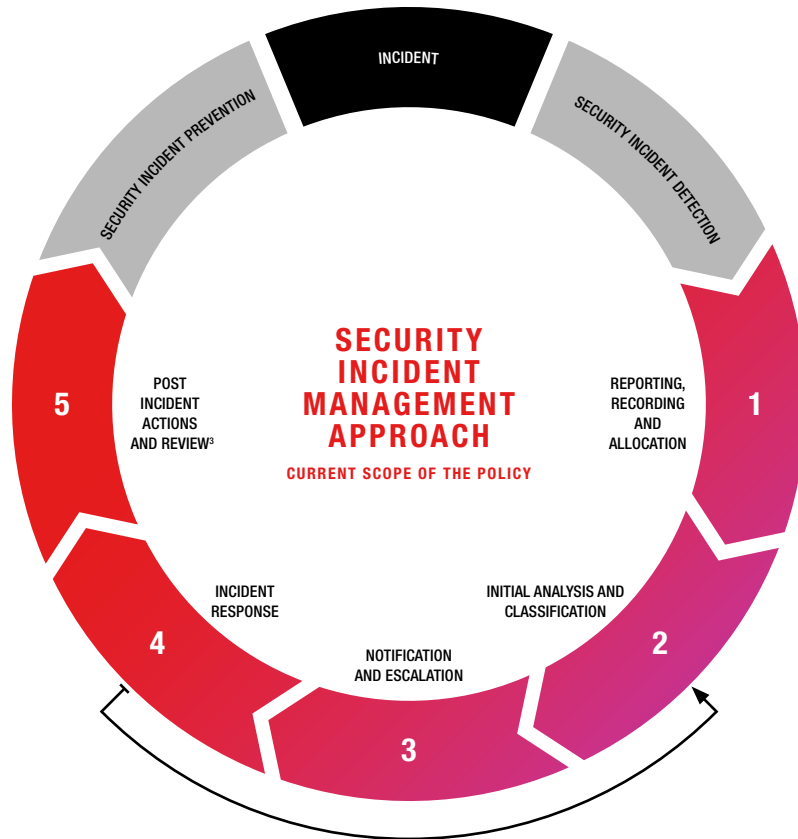 INCIDENT
SECURITY INCIDENT PREVENTION
SECURITY INCIDENT DETECTION
SECURITY
INCIDENT
MANAGEMENT
APPROACH
CURRENT SCOPE OF THE POLICY
1
REPORTING,
RECORDING
AND
ALLOCATION
2
INITIAL ANALYSIS AND
CLASSIFICATION
3
NOTIFICATION
AND ESCALATION
4
INCIDENT
RESPONSE
5
POST
INCIDENT
ACTIONS
AND REVIEW³